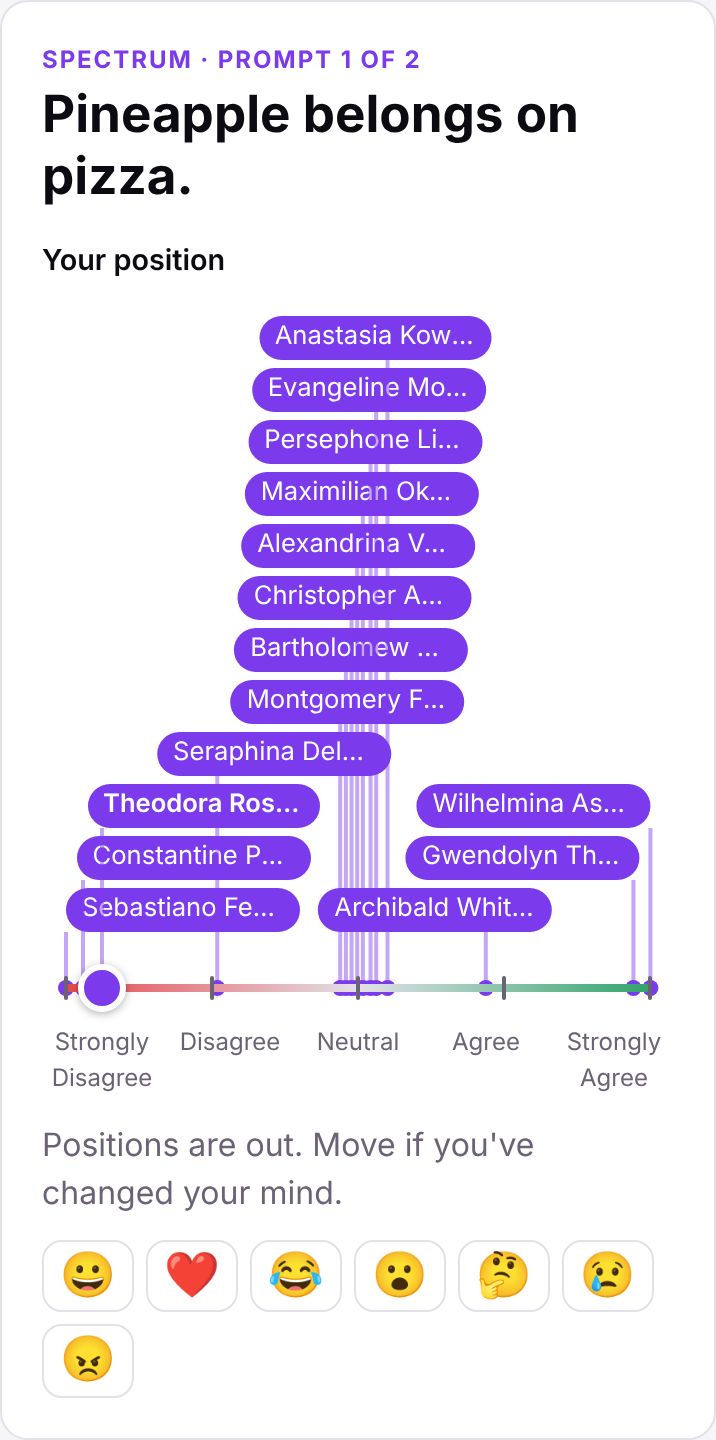 SPECTRUM · PROMPT 1 OF 2
Pineapple belongs on
pizza.
Your position
Anastasia Kow...
Evangeline Mo...
Persephone Li...
Maximilian Ok...
Alexandrina V...
Christopher A...
Bartholomew ...
Montgomery F...
Seraphina Del...
Theodora Ros...
Wilhelmina As...
Constantine P...
Gwendolyn Th...
Sebastiano Fe...
Archibald Whit...
Strongly Disagree
Disagree
Neutral
Agree
Strongly Agree
Positions are out. Move if you've
changed your mind.